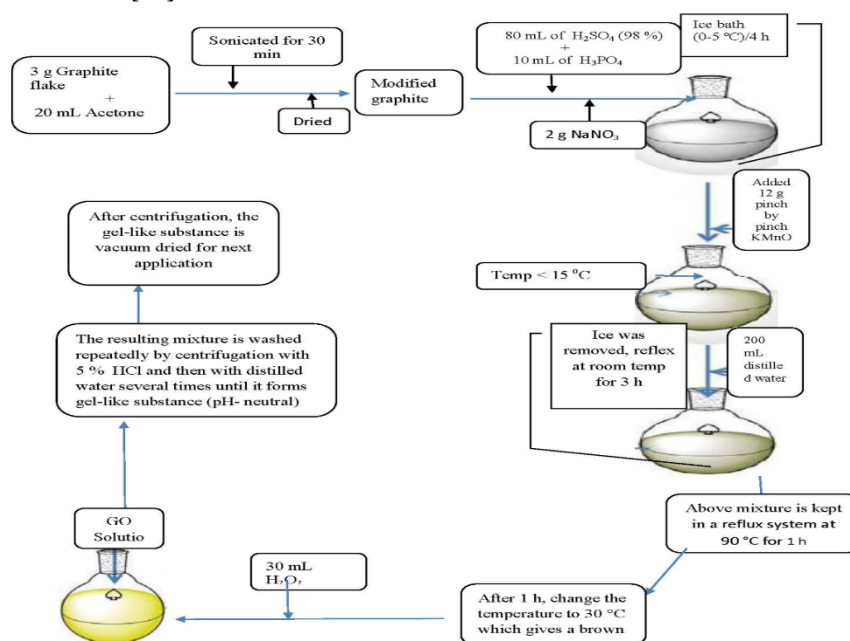 Sonicated for 30
min
3 g Graphite
flake
+
20 mL Acetone
Dried
Modified
graphite
80 mL of H₂SO₄ (98 %)
+
10 mL of H₃PO₄
2 g NaNO₃
Ice bath
(0-5 ºC)/4 h
Added
12 g
pinch
by
pinch
KMnO
Temp < 15 ⁰C
Ice was
removed, reflex
at room temp
for 3 h
200
mL
distille
d water
Above mixture is kept
in a reflux system at
90 °C for 1 h
After 1 h, change the
temperature to 30 °C
which gives a brown
30 mL
H₂O₂
GO
Solutio
The resulting mixture is washed
repeatedly by centrifugation with
5 % HCl and then with distilled
water several times until it forms
gel-like substance (pH- neutral)
After centrifugation, the
gel-like substance is
vacuum dried for next
application